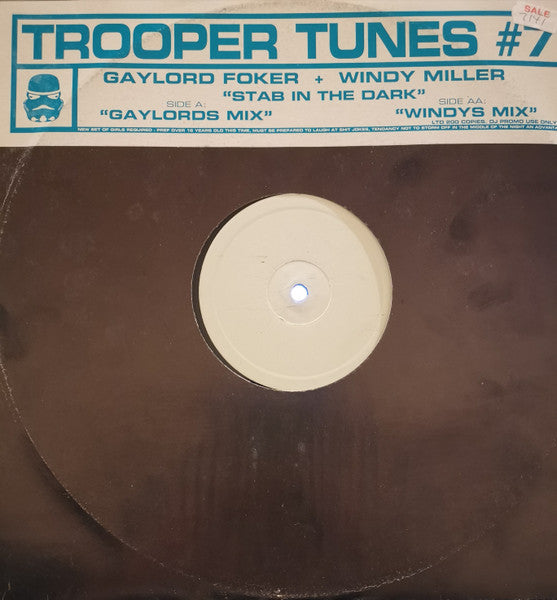 SALE
TROOPER TUNES #7
GAYLORD FOKER + WINDY MILLER
"STAB IN THE DARK"
SIDE A:
SIDE AA:
"GAYLORDS MIX"
"WINDYS MIX"
LTD 200 COPIES. DJ PROMO USE ONLY
NEW SET OF GIRLS REQUIRED - PREF OVER 16 YEARS OLD THIS TIME, MUST BE PREPARED TO LAUGH AT SHIT JOKES, TENDANCY NOT TO STORM OFF IN THE MIDDLE OF THE NIGHT AN